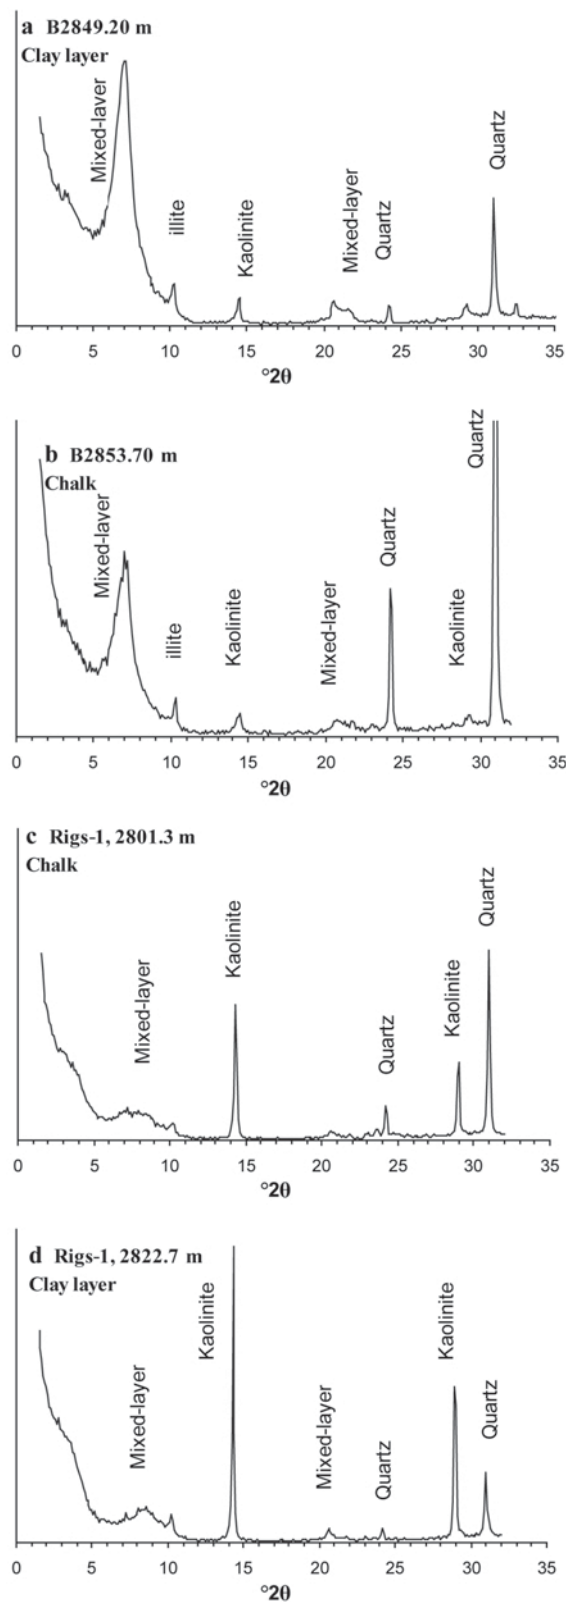 a B2849.20 m
Clay layer
Mixed-layer
illite
Kaolinite
Mixed-layer
Quartz
Quartz
0 5 10 15 20 25 30 35
°2θ
b B2853.70 m
Chalk
Mixed-layer
illite
Kaolinite
Mixed-layer
Quartz
Kaolinite
Quartz
0 5 10 15 20 25 30 35
°2θ
c Rigs-1, 2801.3 m
Chalk
Mixed-layer
Kaolinite
Quartz
Kaolinite
Quartz
0 5 10 15 20 25 30 35
°2θ
d Rigs-1, 2822.7 m
Clay layer
Mixed-layer
Kaolinite
Mixed-layer
Quartz
Kaolinite
Quartz
0 5 10 15 20 25 30 35
°2θ